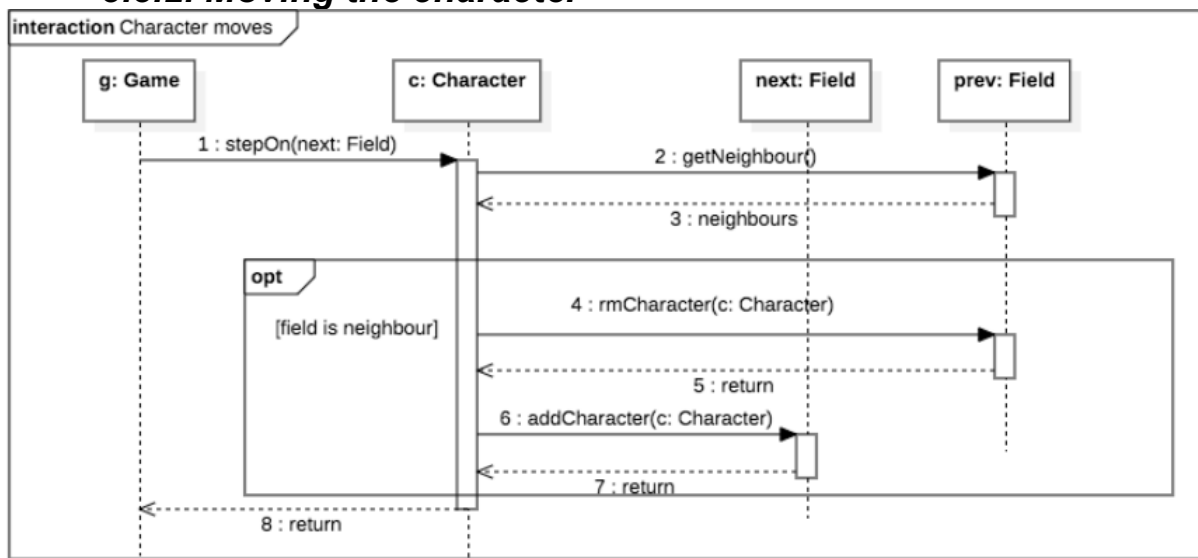 interaction Character moves
g: Game
c: Character
next: Field
prev: Field
1 : stepOn(next: Field)
2 : getNeighbour()
3 : neighbours
opt
[field is neighbour]
4 : rmCharacter(c: Character)
5 : return
6 : addCharacter(c: Character)
7 : return
8 : return